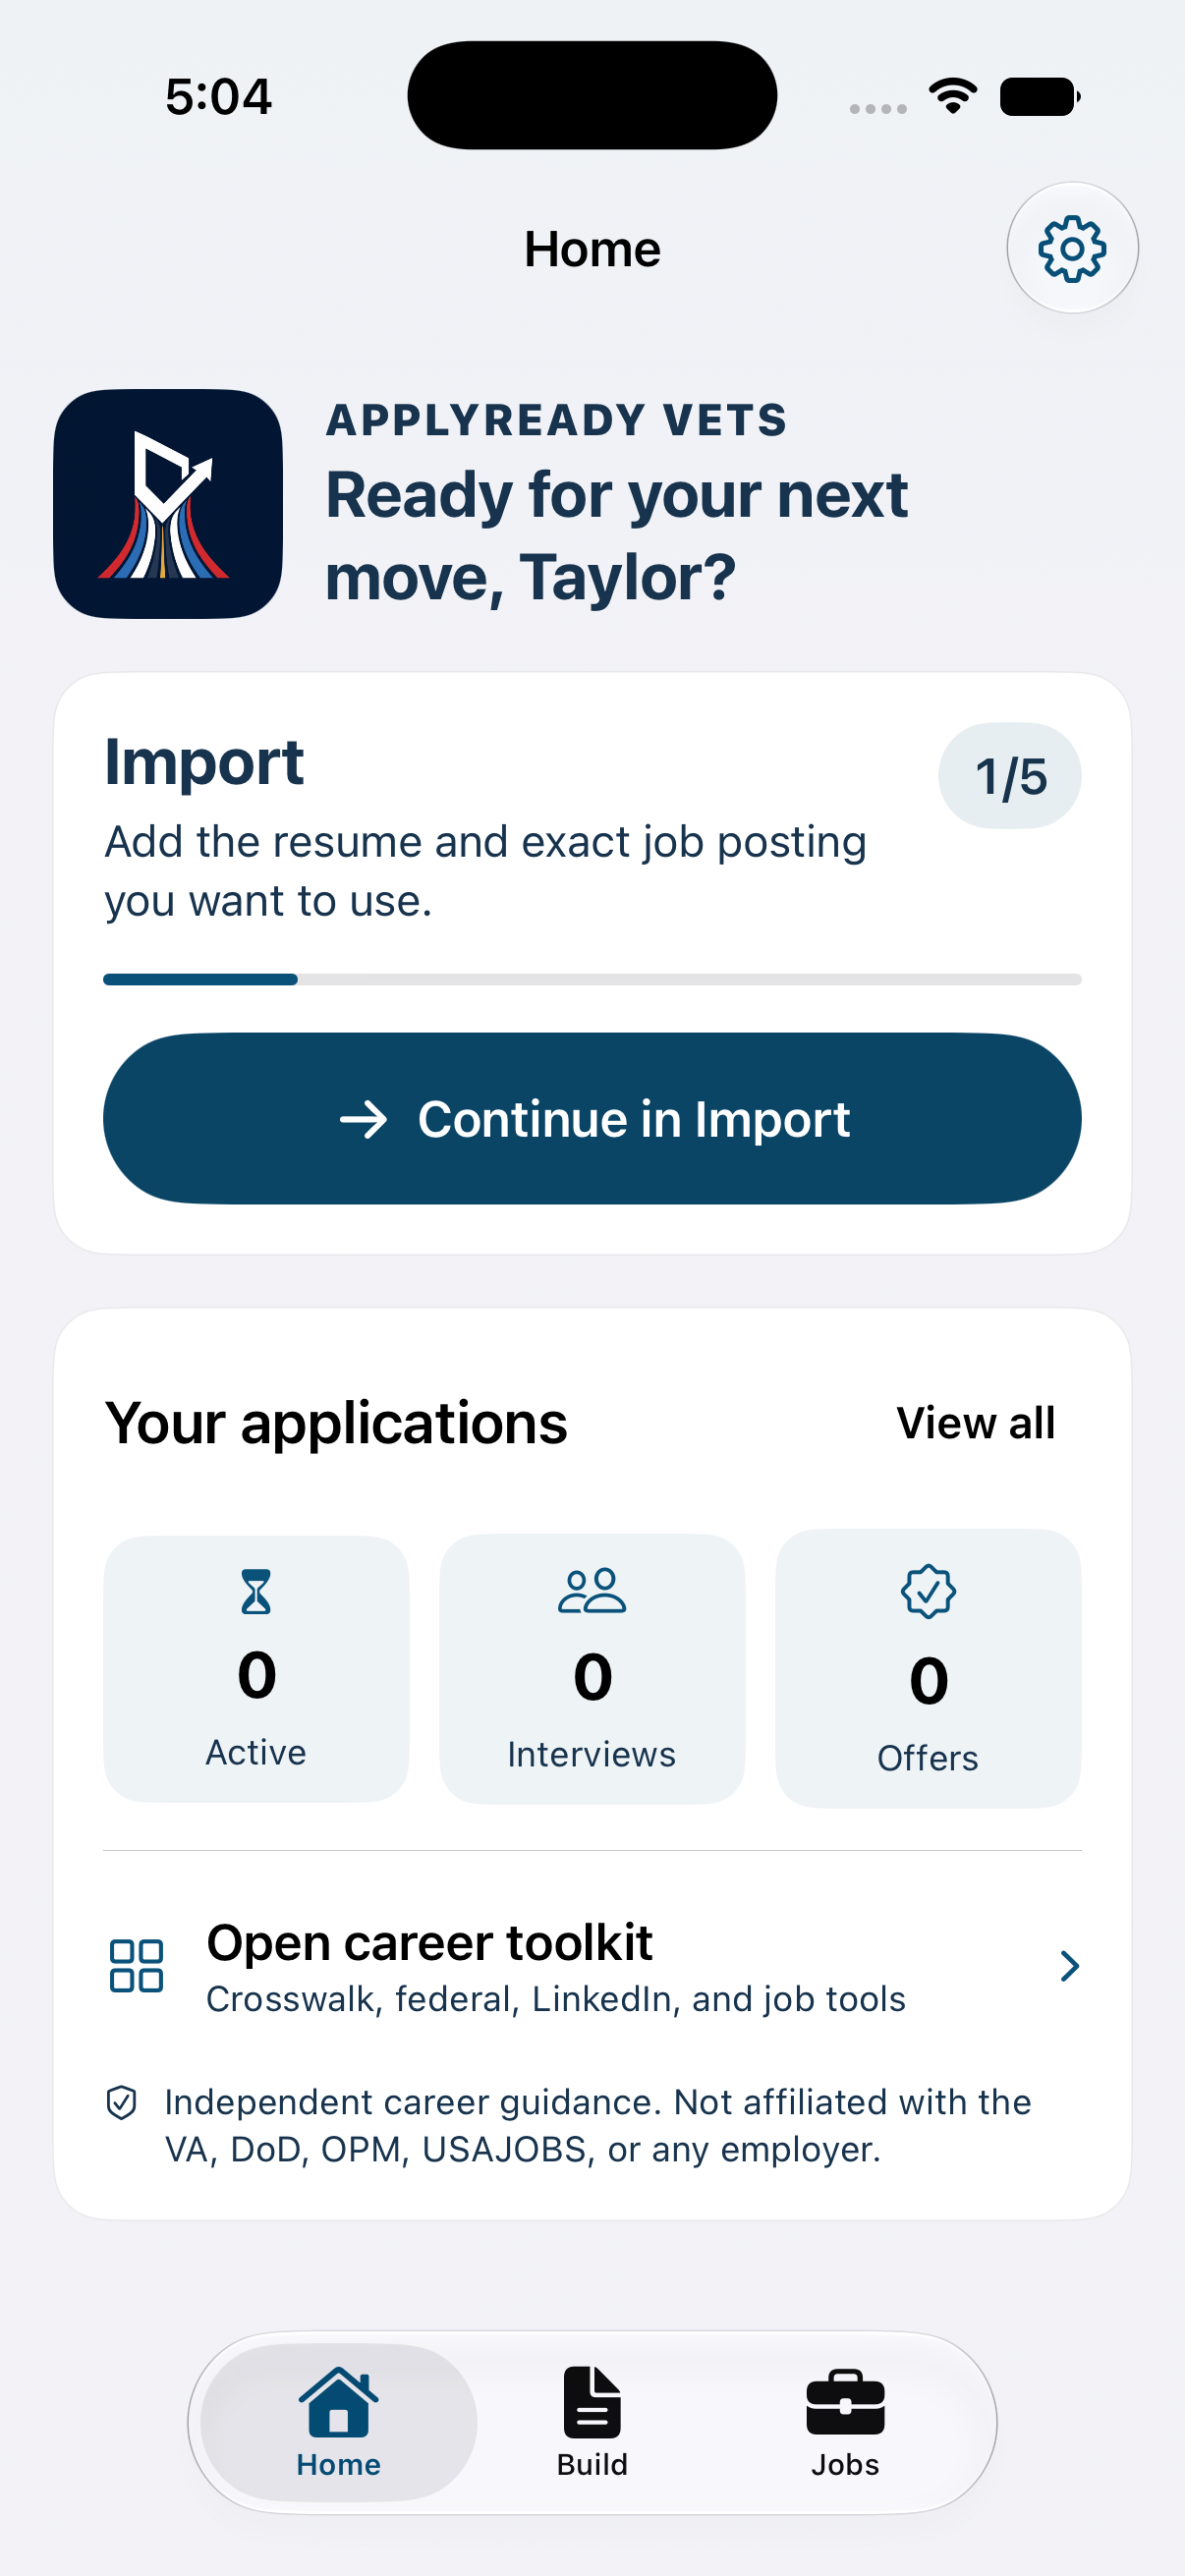 5:04
Home
APPLYREADY VETS
Ready for your next
move, Taylor?
Import
1/5
Add the resume and exact job posting
you want to use.
Continue in Import
Your applications
View all
0
Active
0
Interviews
0
Offers
Open career toolkit
Crosswalk, federal, LinkedIn, and job tools
Independent career guidance. Not affiliated with the
VA, DoD, OPM, USAJOBS, or any employer.
Home
Build
Jobs